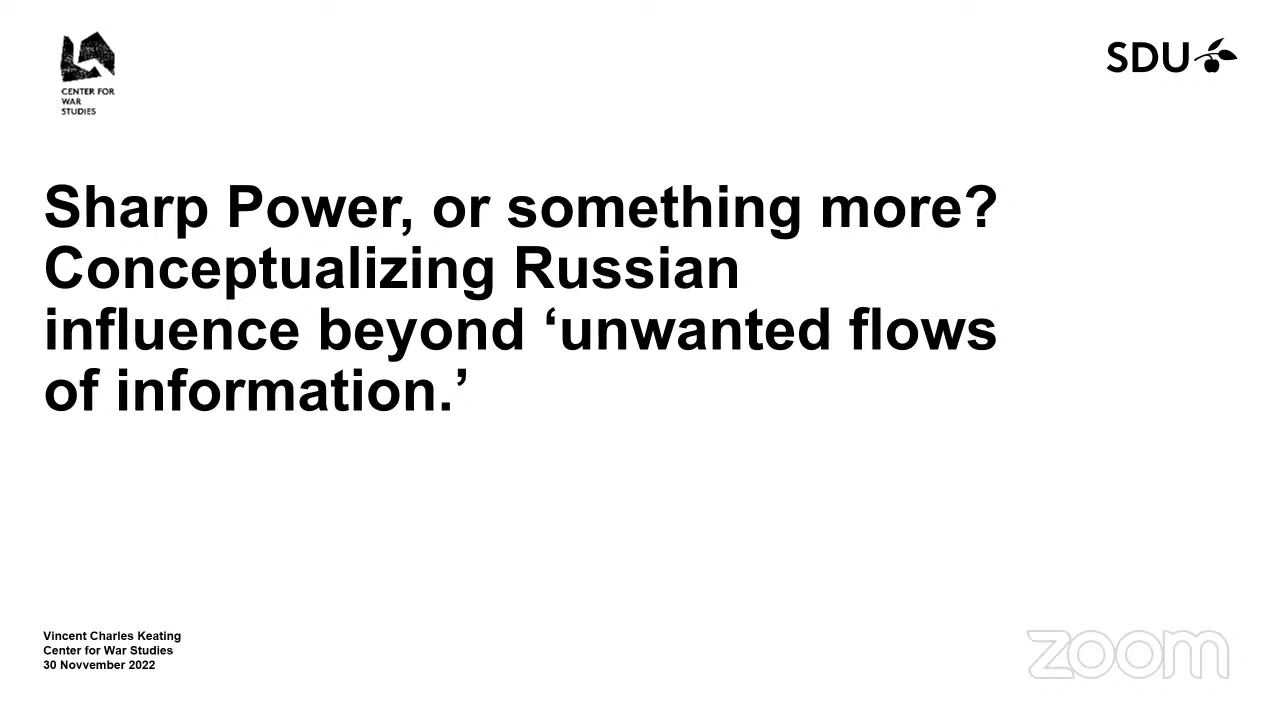 CENTER FOR
WAR
STUDIES
SDU
Sharp Power, or something more?
Conceptualizing Russian
influence beyond ‘unwanted flows
of information.’
Vincent Charles Keating
Center for War Studies
30 Novvember 2022
zoom